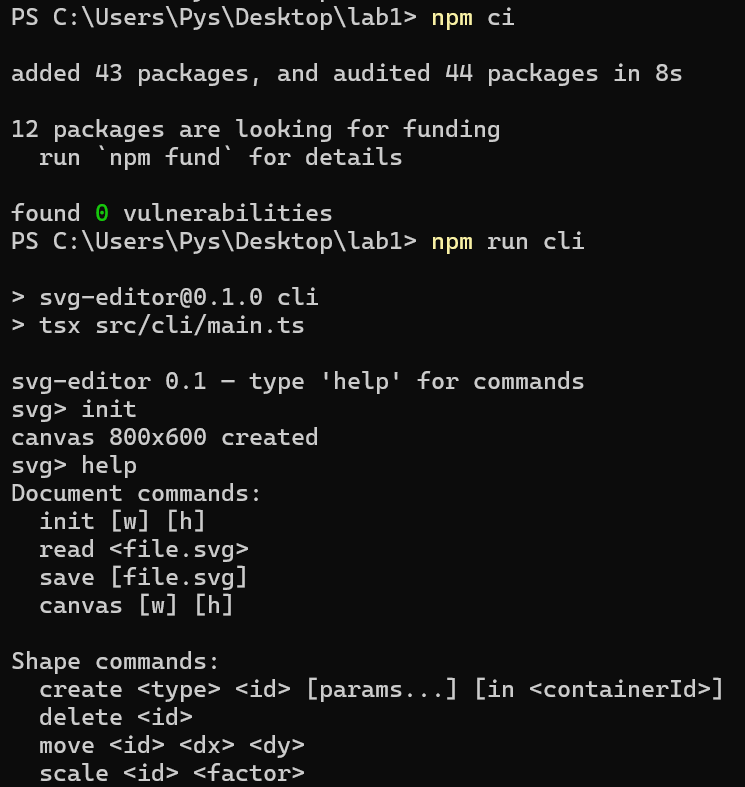 PS C:\Users\Pys\Desktop\lab1> npm ci
added 43 packages, and audited 44 packages in 8s
12 packages are looking for funding
  run `npm fund` for details
found 0 vulnerabilities
PS C:\Users\Pys\Desktop\lab1> npm run cli
> svg-editor@0.1.0 cli
> tsx src/cli/main.ts
svg-editor 0.1 — type 'help' for commands
svg> init
canvas 800x600 created
svg> help
Document commands:
  init [w] [h]
  read <file.svg>
  save [file.svg]
  canvas [w] [h]
Shape commands:
  create <type> <id> [params...] [in <containerId>]
  delete <id>
  move <id> <dx> <dy>
  scale <id> <factor>